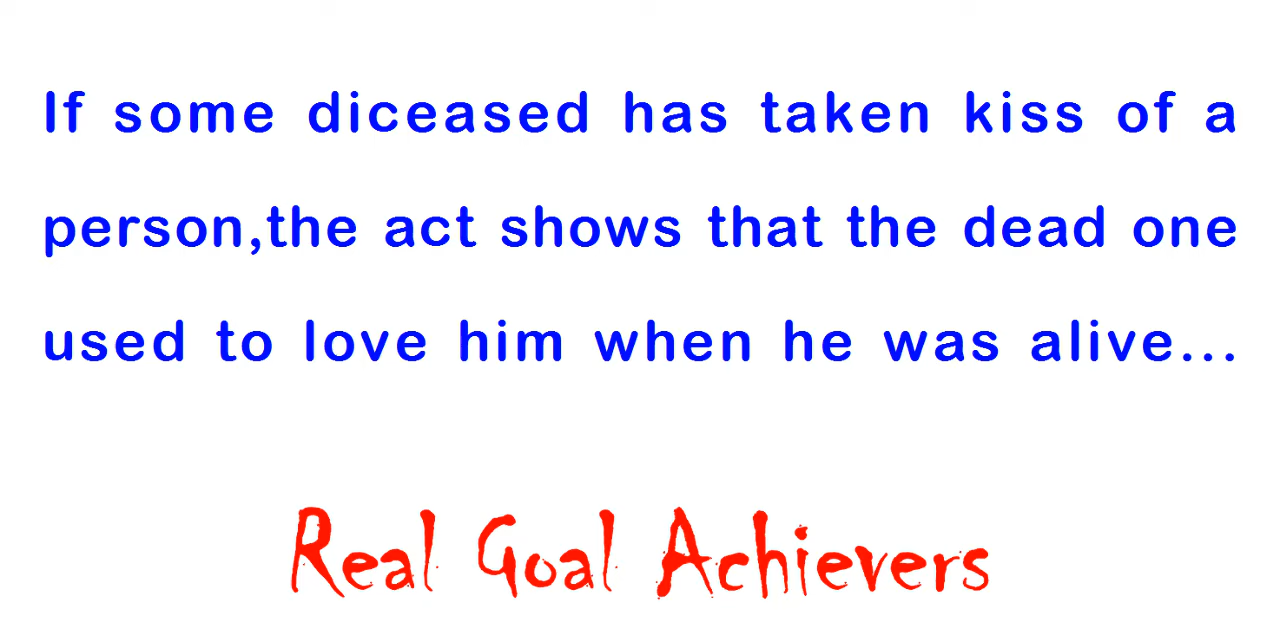 If some diceased has taken kiss of a
person,the act shows that the dead one
used to love him when he was alive...
Real Goal Achievers